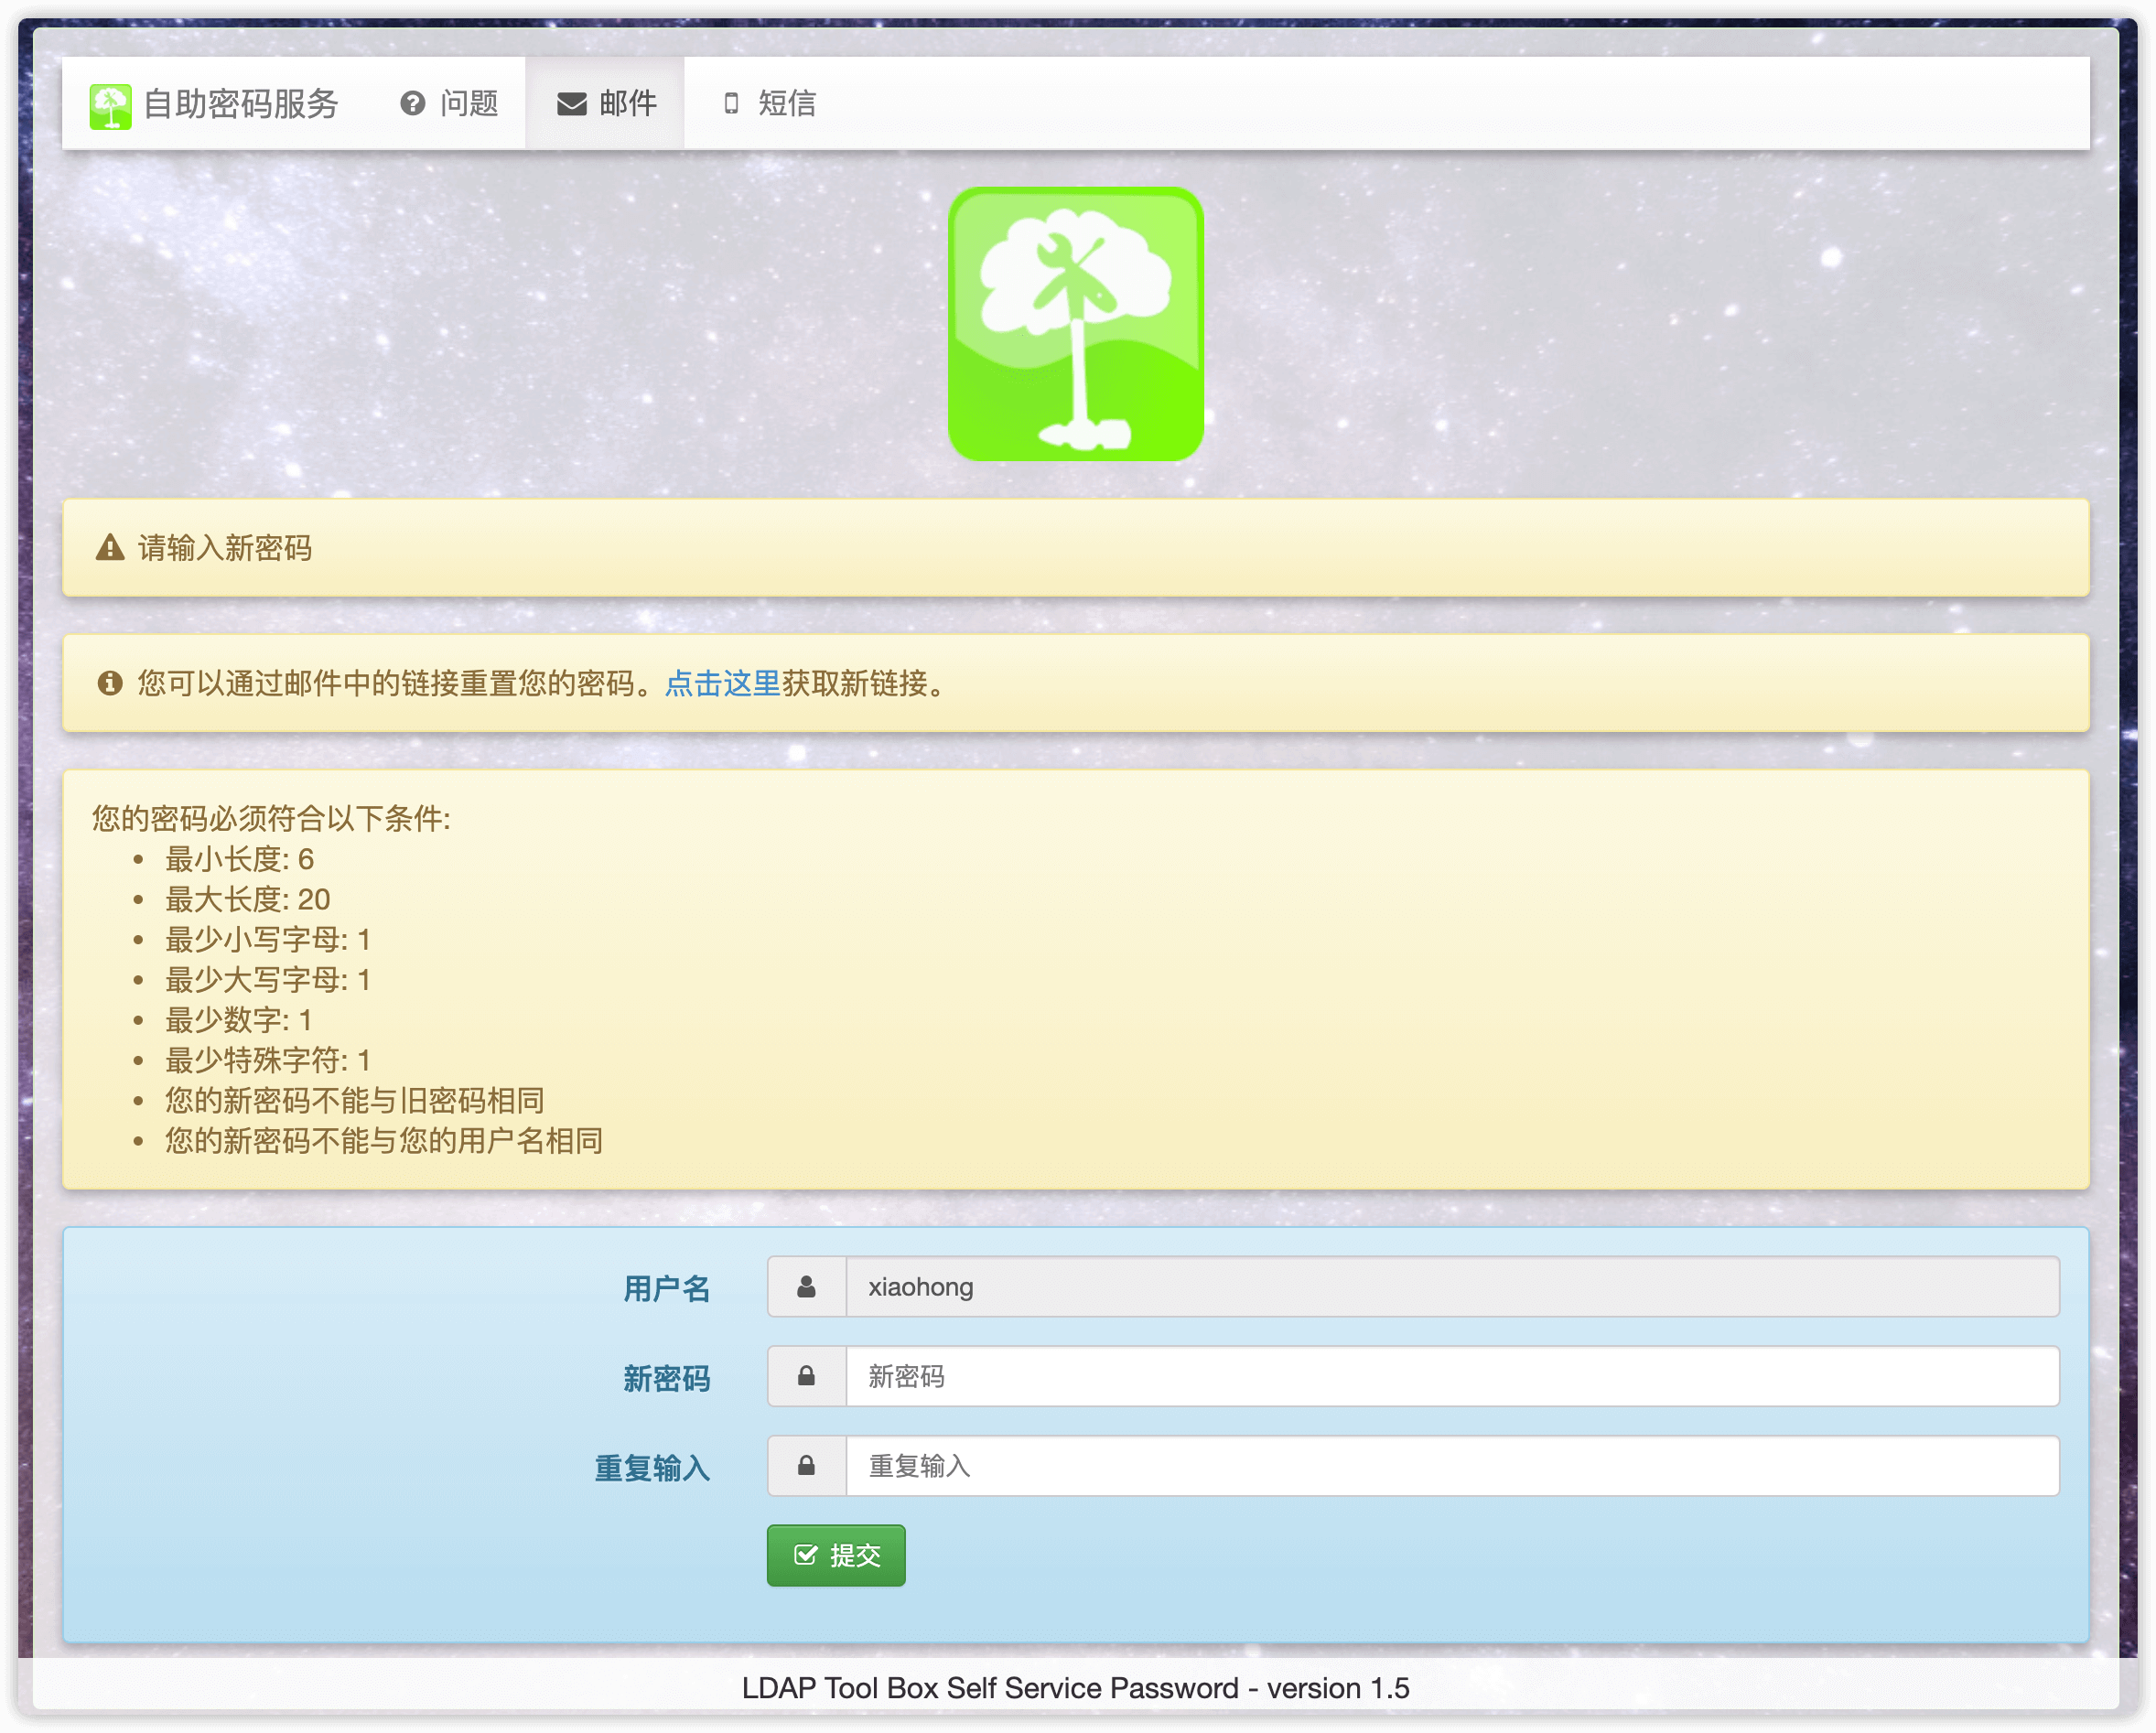 自助密码服务 问题 邮件 短信
请输入新密码
您可以通过邮件中的链接重置您的密码。点击这里获取新链接。
您的密码必须符合以下条件:
• 最小长度: 6
• 最大长度: 20
• 最少小写字母: 1
• 最少大写字母: 1
• 最少数字: 1
• 最少特殊字符: 1
• 您的新密码不能与旧密码相同
• 您的新密码不能与您的用户名相同
用户名 xiaohong
新密码 新密码
重复输入 重复输入
提交
LDAP Tool Box Self Service Password - version 1.5